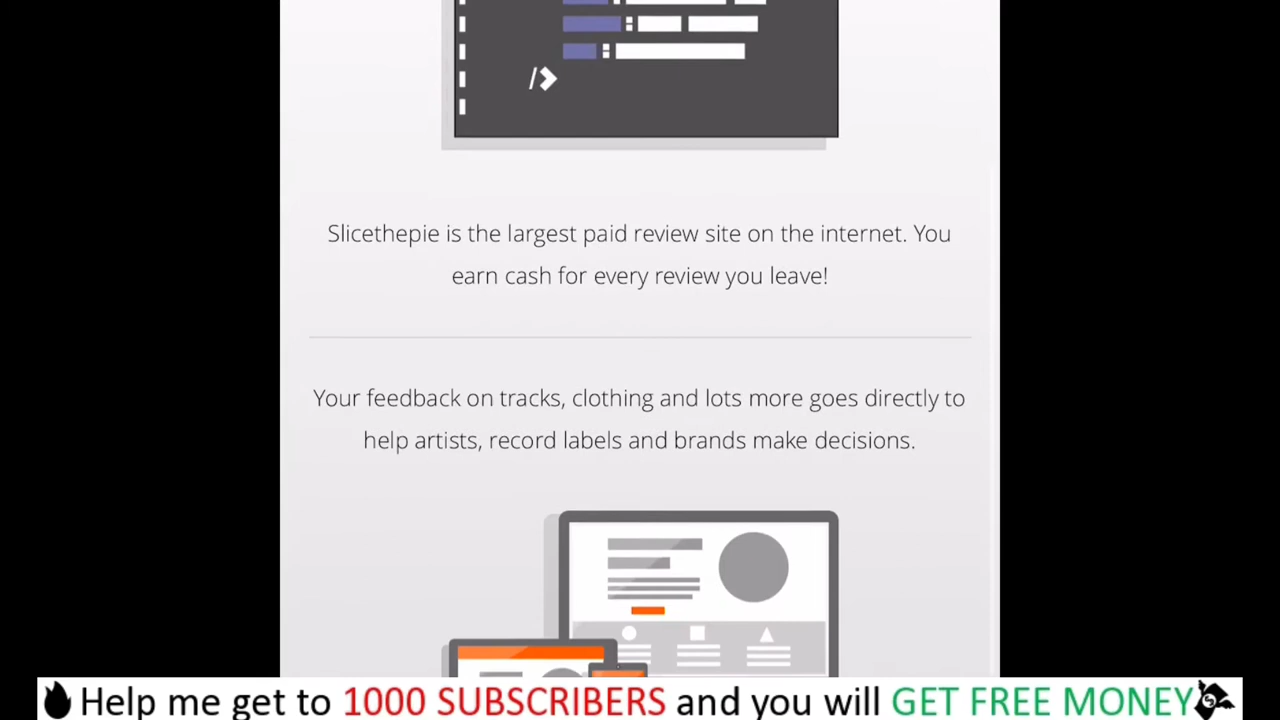 />
Slicethepie is the largest paid review site on the internet. You
earn cash for every review you leave!
Your feedback on tracks, clothing and lots more goes directly to
help artists, record labels and brands make decisions.
Help me get to 1000 SUBSCRIBERS and you will GET FREE MONEY